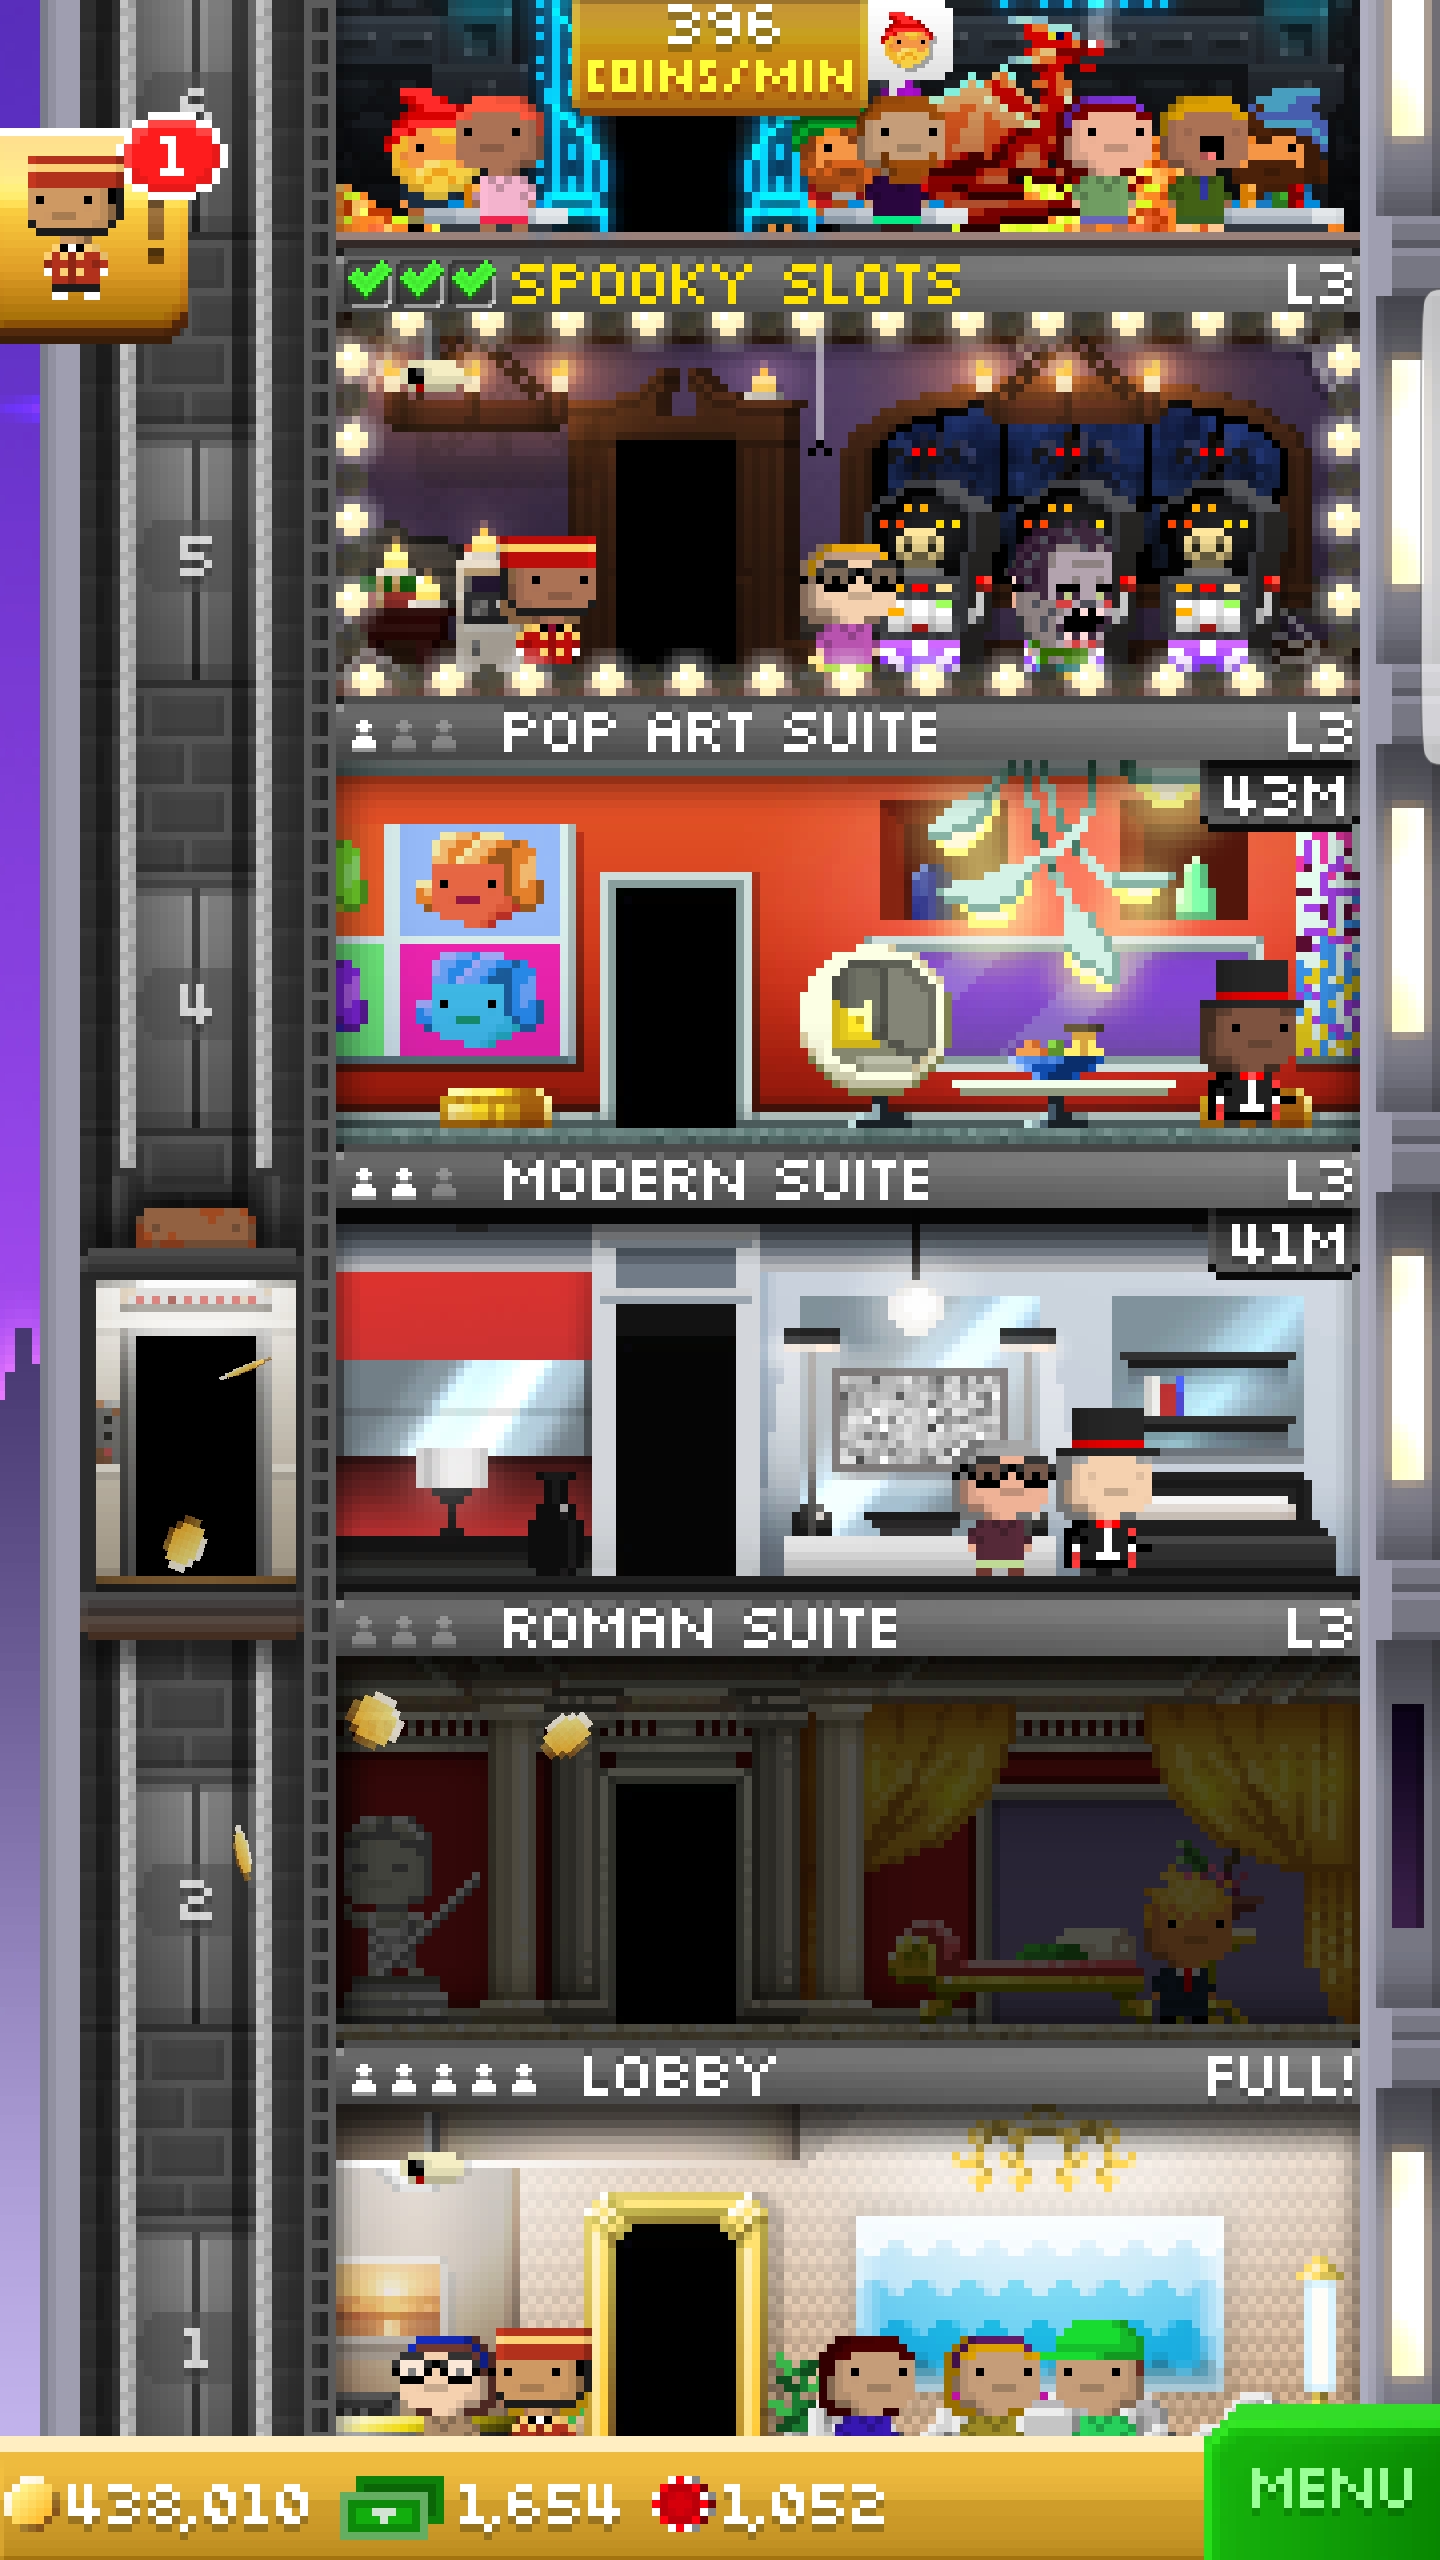 396
COINS/MIN
1
SPOOKY SLOTS L3
5
POP ART SUITE L3
43M
4
MODERN SUITE L3
41M
ROMAN SUITE L3
2
LOBBY FULL!
1
438,010 1,654 1,052
MENU